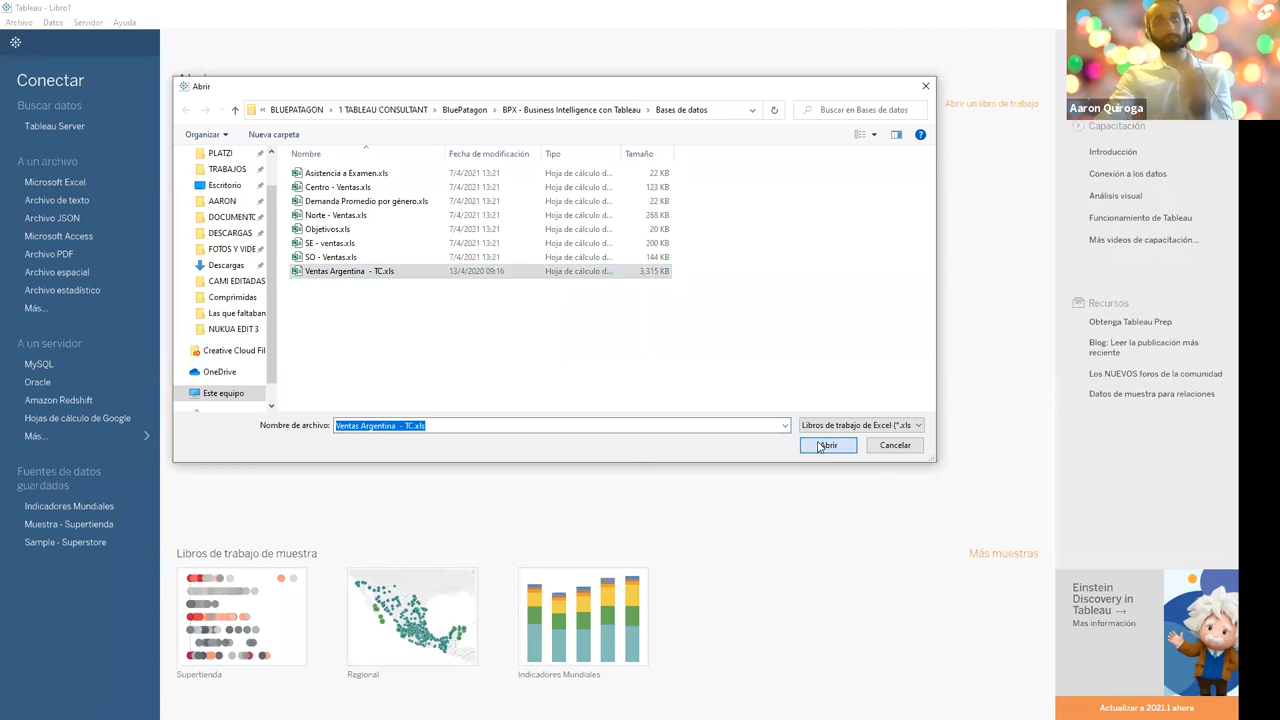 Tableau - Libro1
Archivo Datos Servidor Ayuda
Conectar
Buscar datos
Tableau Server
A un archivo
Microsoft Excel
Archivo de texto
Archivo JSON
Microsoft Access
Archivo PDF
Archivo espacial
Archivo estadístico
Más...
A un servidor
MySQL
Oracle
Amazon Redshift
Hojas de cálculo de Google
Más...
Fuentes de datos
guardadas
Indicadores Mundiales
Muestra - Supertienda
Sample - Superstore
Abrir
« BLUEPATAGON > 1 TABLEAU CONSULTANT > BluePatagon > BPX - Business Intelligence con Tableau > Bases de datos
Buscar en Bases de datos
Organizar Nueva carpeta
PLATZI
TRABAJOS
Escritorio
AARON
DOCUMENTC
DESCARGAS
FOTOS Y VIDE
Descargas
CAMI EDITADAS
Comprimidas
Las que faltaban
NUKUA EDIT 3
Creative Cloud Fil
OneDrive
Este equipo
Nombre Fecha de modificación Tipo Tamaño
Asistencia a Examen.xls 7/4/2021 13:21 Hoja de cálculo d... 22 KB
Centro - Ventas.xls 7/4/2021 13:21 Hoja de cálculo d... 123 KB
Demanda Promedio por género.xls 7/4/2021 13:21 Hoja de cálculo d... 22 KB
Norte - Ventas.xls 7/4/2021 13:21 Hoja de cálculo d... 268 KB
Objetivos.xls 7/4/2021 13:21 Hoja de cálculo d... 20 KB
SE - ventas.xls 7/4/2021 13:21 Hoja de cálculo d... 200 KB
SO - Ventas.xls 7/4/2021 13:21 Hoja de cálculo d... 144 KB
Ventas Argentina - TC.xls 13/4/2020 09:16 Hoja de cálculo d... 3,315 KB
Nombre de archivo: Ventas Argentina - TC.xls Libros de trabajo de Excel (*.xls
Abrir Cancelar
Libros de trabajo de muestra Más muestras
Supertienda Regional Indicadores Mundiales
Aaron Quiroga
Abrir un libro de trabajo
Capacitación
Introducción
Conexión a los datos
Análisis visual
Funcionamiento de Tableau
Más videos de capacitación...
Recursos
Obtenga Tableau Prep
Blog: Leer la publicación más
reciente
Los NUEVOS foros de la comunidad
Datos de muestra para relaciones
Einstein
Discovery in
Tableau →
Mas información
Actualizar a 2021.1 ahora